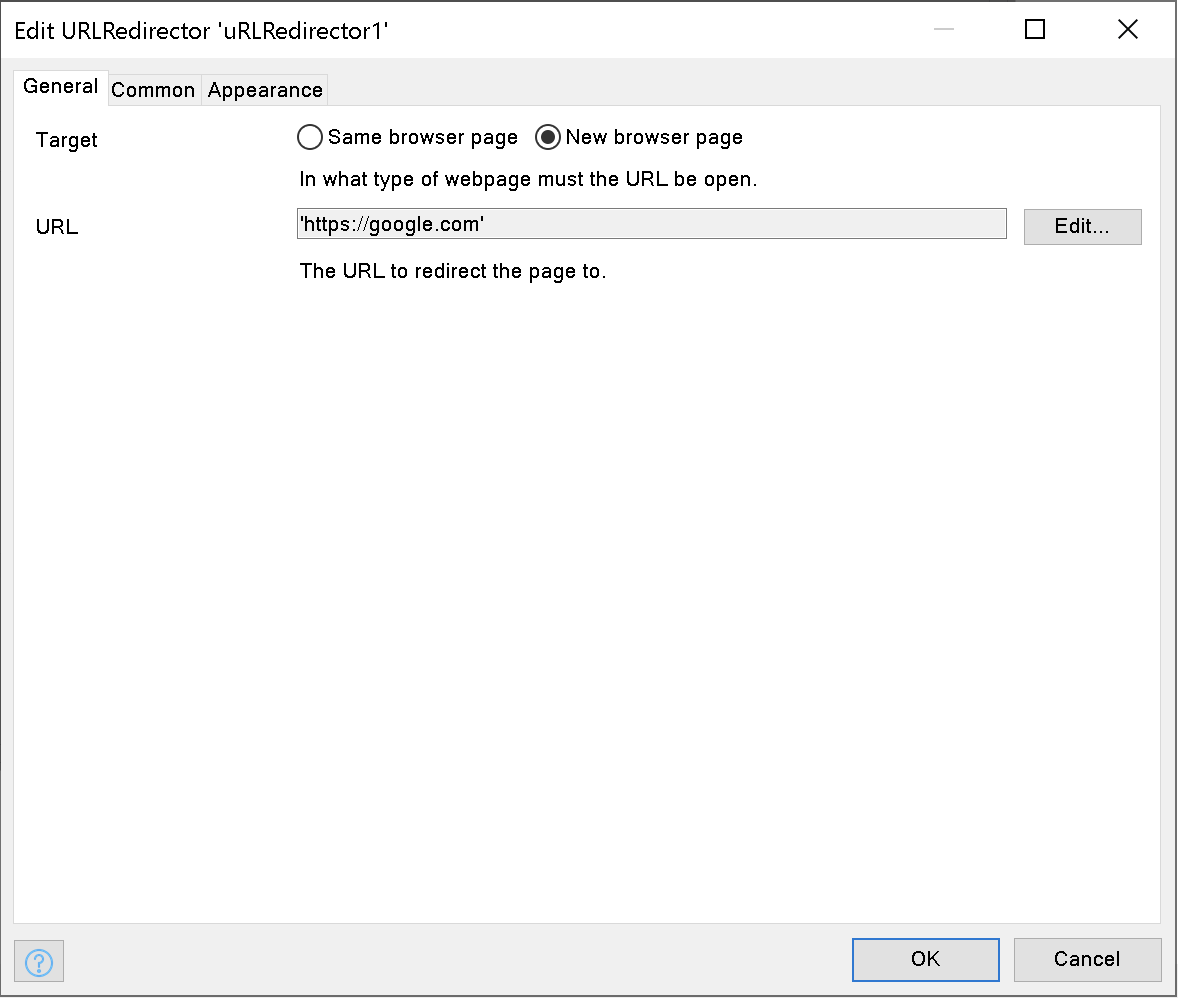 Edit URLRedirector 'uRLRedirector1'
General Common Appearance
Target Same browser page New browser page
In what type of webpage must the URL be open.
URL 'https://google.com' Edit...
The URL to redirect the page to.
? OK Cancel